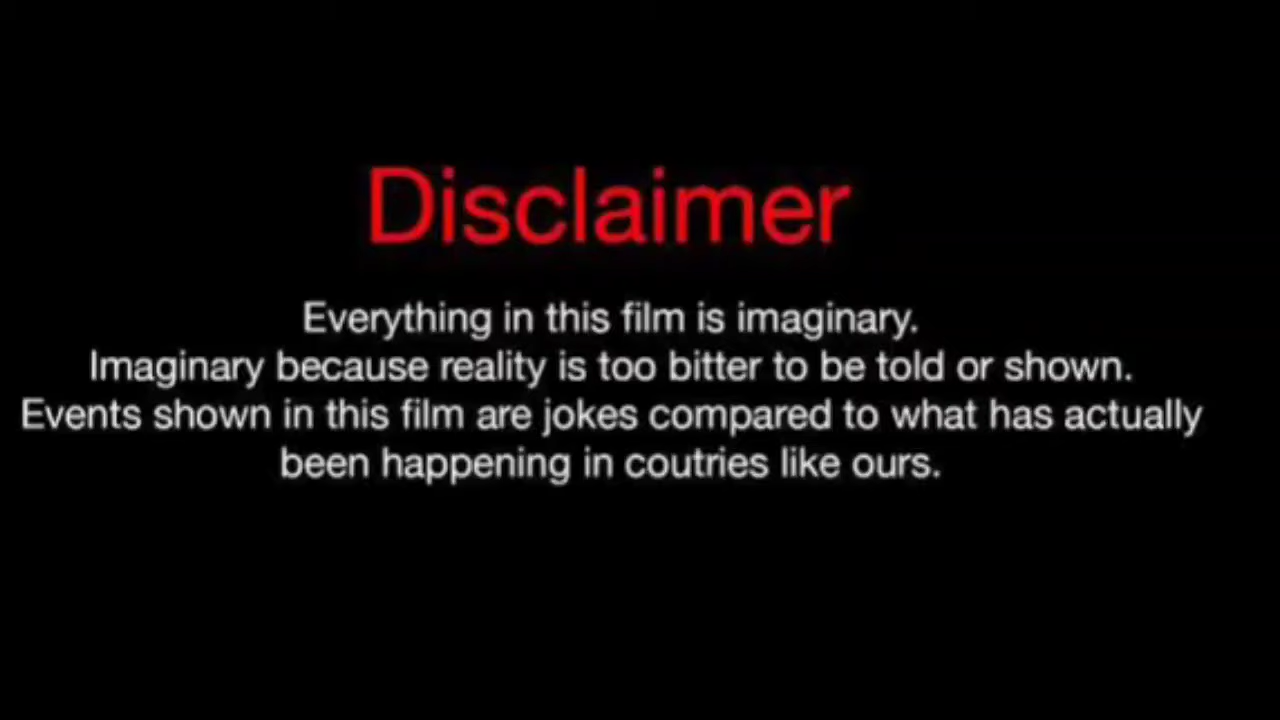 Disclaimer
Everything in this film is imaginary.
Imaginary because reality is too bitter to be told or shown.
Events shown in this film are jokes compared to what has actually
been happening in coutries like ours.